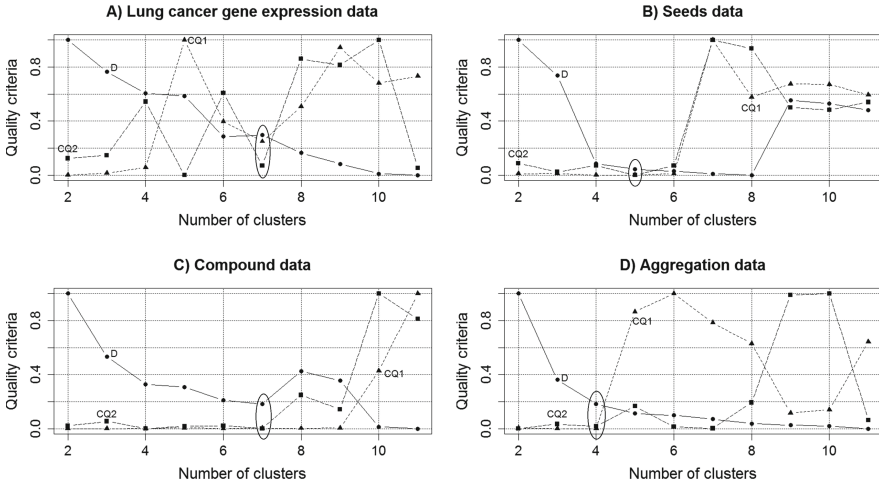 A) Lung cancer gene expression data
Quality criteria
0.0 0.4 0.8
CQ2
D
CQ1
2 4 6 8 10
Number of clusters
B) Seeds data
Quality criteria
0.0 0.4 0.8
CQ2
D
CQ1
2 4 6 8 10
Number of clusters
C) Compound data
Quality criteria
0.0 0.4 0.8
CQ2
D
CQ1
2 4 6 8 10
Number of clusters
D) Aggregation data
Quality criteria
0.0 0.4 0.8
CQ2
D
CQ1
2 4 6 8 10
Number of clusters